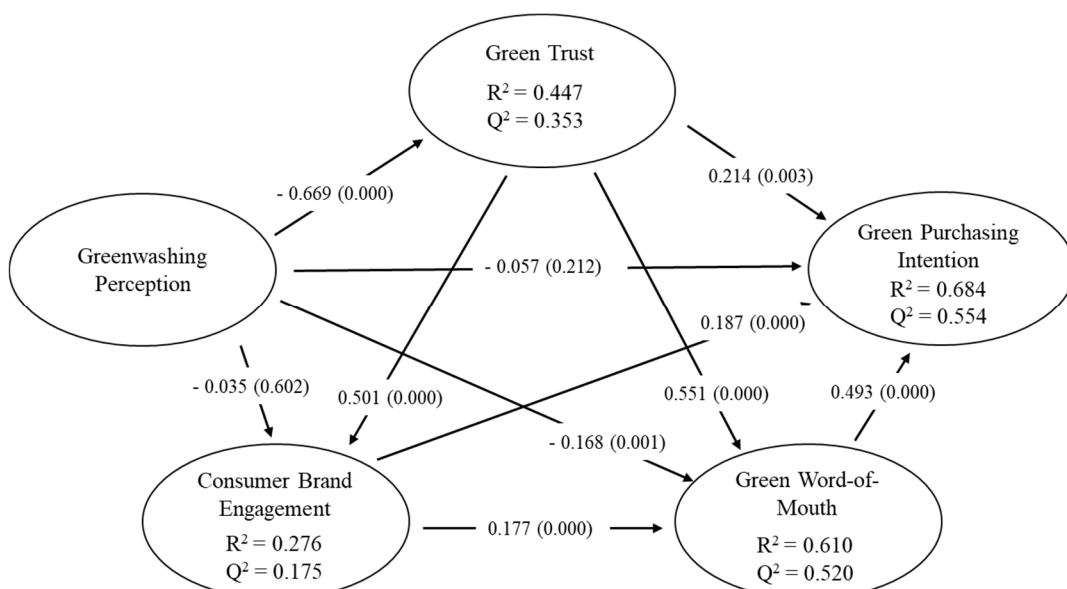 Green Trust
R² = 0.447
Q² = 0.353
- 0.669 (0.000)
0.214 (0.003)
Greenwashing
Perception
- 0.057 (0.212)
Green Purchasing
Intention
R² = 0.684
Q² = 0.554
0.187 (0.000)
- 0.035 (0.602)
0.501 (0.000)
0.551 (0.000)
0.493 (0.000)
- 0.168 (0.001)
Consumer Brand
Engagement
R² = 0.276
Q² = 0.175
0.177 (0.000)
Green Word-of-
Mouth
R² = 0.610
Q² = 0.520